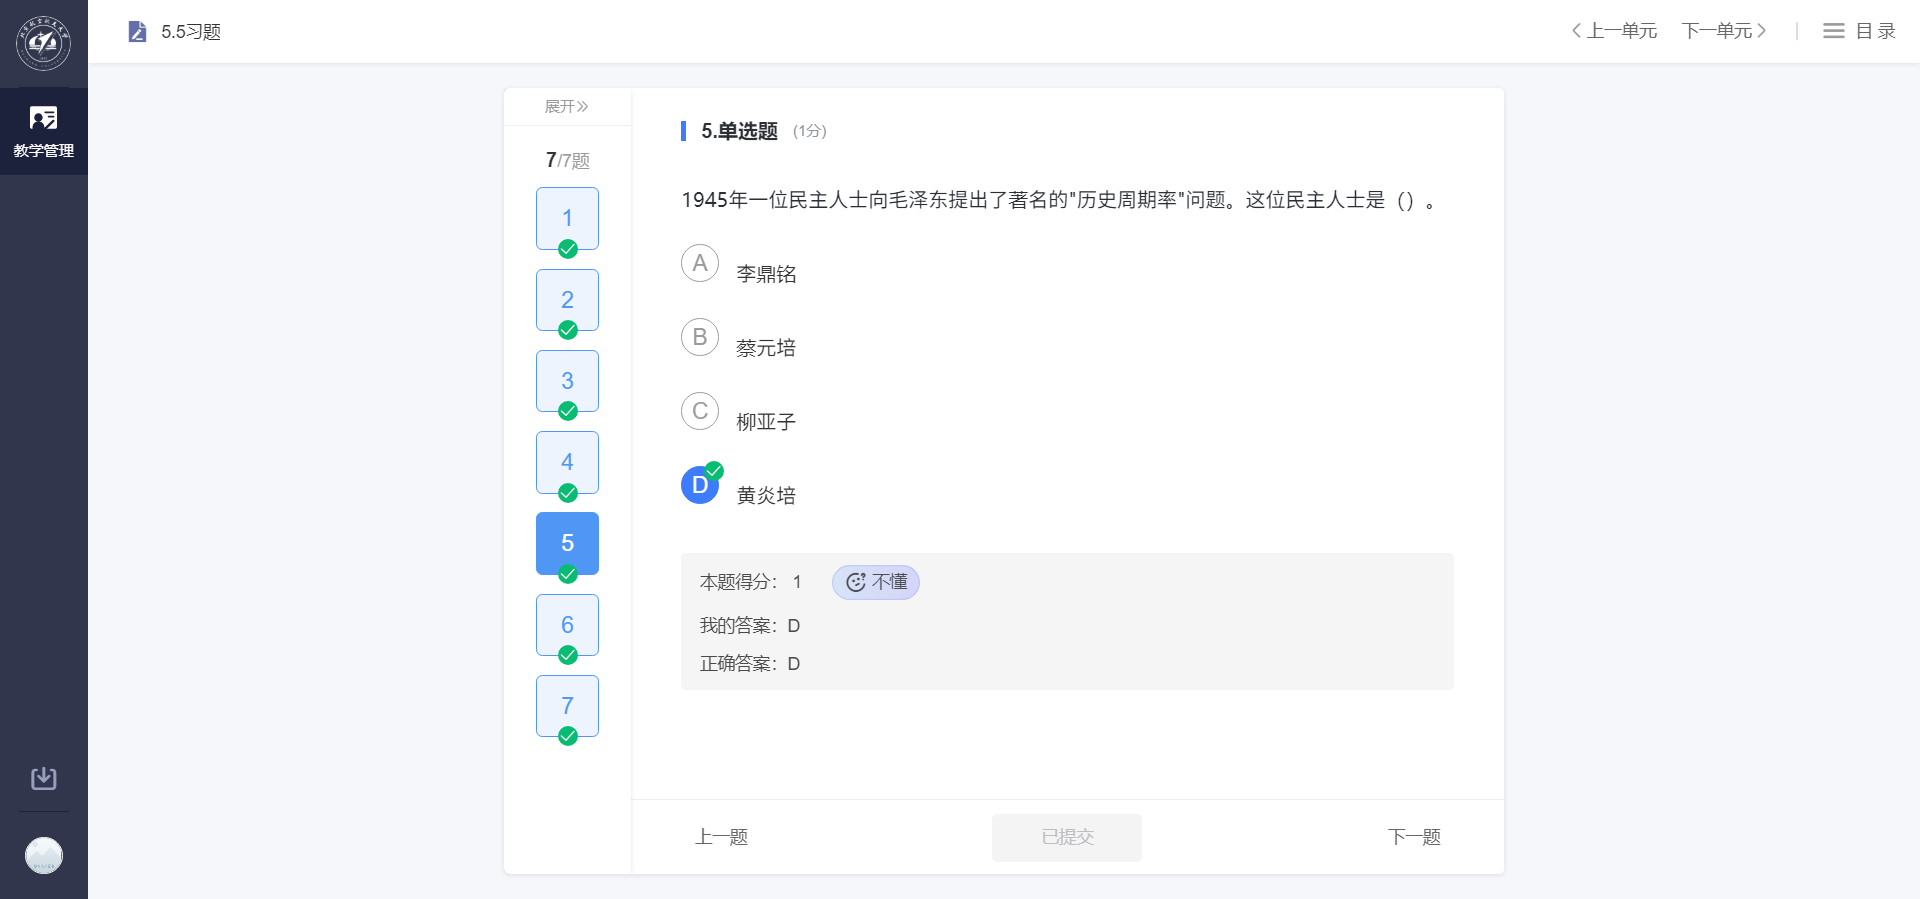 5.5习题
上一单元
下一单元
目录
教学管理
展开
7/7题
1
2
3
4
5
6
7
5.单选题 (1分)
1945年一位民主人士向毛泽东提出了著名的"历史周期率"问题。这位民主人士是（）。
A 李鼎铭
B 蔡元培
C 柳亚子
D 黄炎培
本题得分： 1 不懂
我的答案：D
正确答案：D
上一题
已提交
下一题